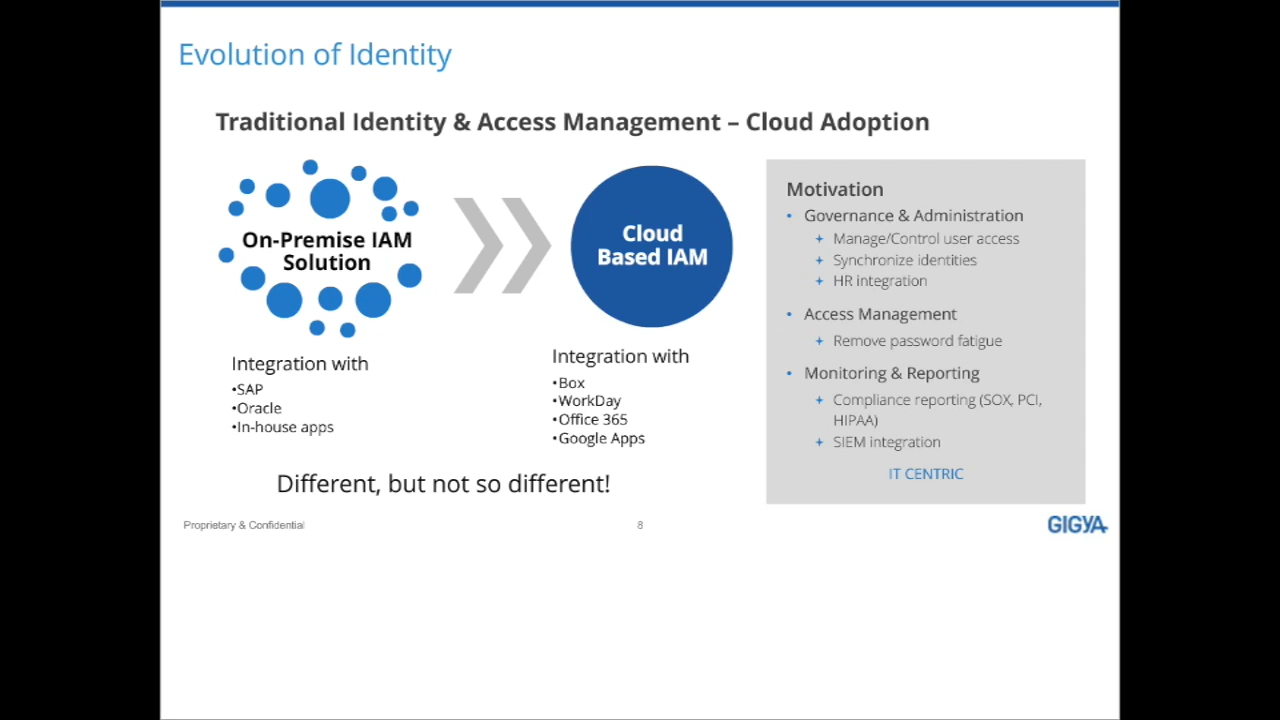 Evolution of Identity
Traditional Identity & Access Management – Cloud Adoption
On-Premise IAM
Solution
Integration with
•SAP
•Oracle
•In-house apps
Cloud
Based IAM
Integration with
•Box
•WorkDay
•Office 365
•Google Apps
Different, but not so different!
Motivation
• Governance & Administration
+ Manage/Control user access
+ Synchronize identities
+ HR integration
• Access Management
+ Remove password fatigue
• Monitoring & Reporting
+ Compliance reporting (SOX, PCI,
HIPAA)
+ SIEM integration
IT CENTRIC
Proprietary & Confidential
8
GIGYA